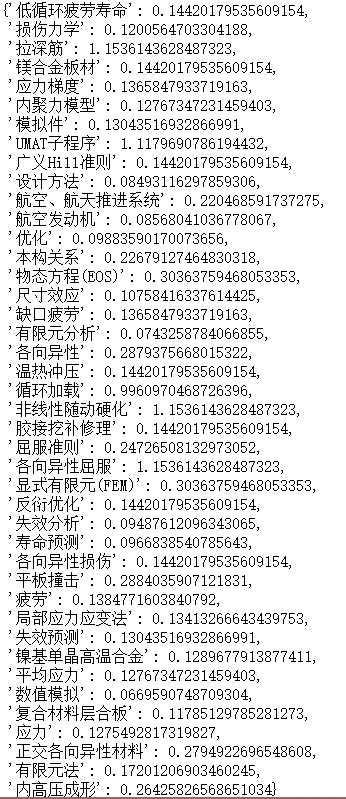 {'低循环疲劳寿命': 0.14420179535609154,
'损伤力学': 0.1200564703304188,
'拉深筋': 1.1536143628487323,
'镁合金板材': 0.14420179535609154,
'应力梯度': 0.1365847933719163,
'内聚力模型': 0.12767347231459403,
'模拟件': 0.13043516932866991,
'UMAT子程序': 1.1179690786194432,
'广义Hill准则': 0.14420179535609154,
'设计方法': 0.08493116297859306,
'航空、航天推进系统': 0.220468591737275,
'航空发动机': 0.08568041036778067,
'优化': 0.09883590170073656,
'本构关系': 0.22679127464830318,
'物态方程(EOS)': 0.30363759468053353,
'尺寸效应': 0.10758416337614425,
'缺口疲劳': 0.1365847933719163,
'有限元分析': 0.0743258784066855,
'各向异性': 0.2879375668015322,
'温热冲压': 0.14420179535609154,
'循环加载': 0.9960970468726396,
'非线性随动硬化': 1.1536143628487323,
'胶接挖补修理': 0.14420179535609154,
'屈服准则': 0.24726508132973052,
'各向异性屈服': 1.1536143628487323,
'显式有限元(FEM)': 0.30363759468053353,
'反衍优化': 0.14420179535609154,
'失效分析': 0.09487612096343065,
'寿命预测': 0.0966838540785643,
'各向异性损伤': 0.14420179535609154,
'平板撞击': 0.2884035907121831,
'疲劳': 0.1384771603840792,
'局部应力应变法': 0.13413266643439753,
'失效预测': 0.13043516932866991,
'镍基单晶高温合金': 0.1289677913877411,
'平均应力': 0.12767347231459403,
'数值模拟': 0.0669590748709304,
'复合材料层合板': 0.11785129785281273,
'应力': 0.1275492817319827,
'正交各向异性材料': 0.2794922696548608,
'有限元法': 0.17201206903460245,
'内高压成形': 0.26425826568651034}